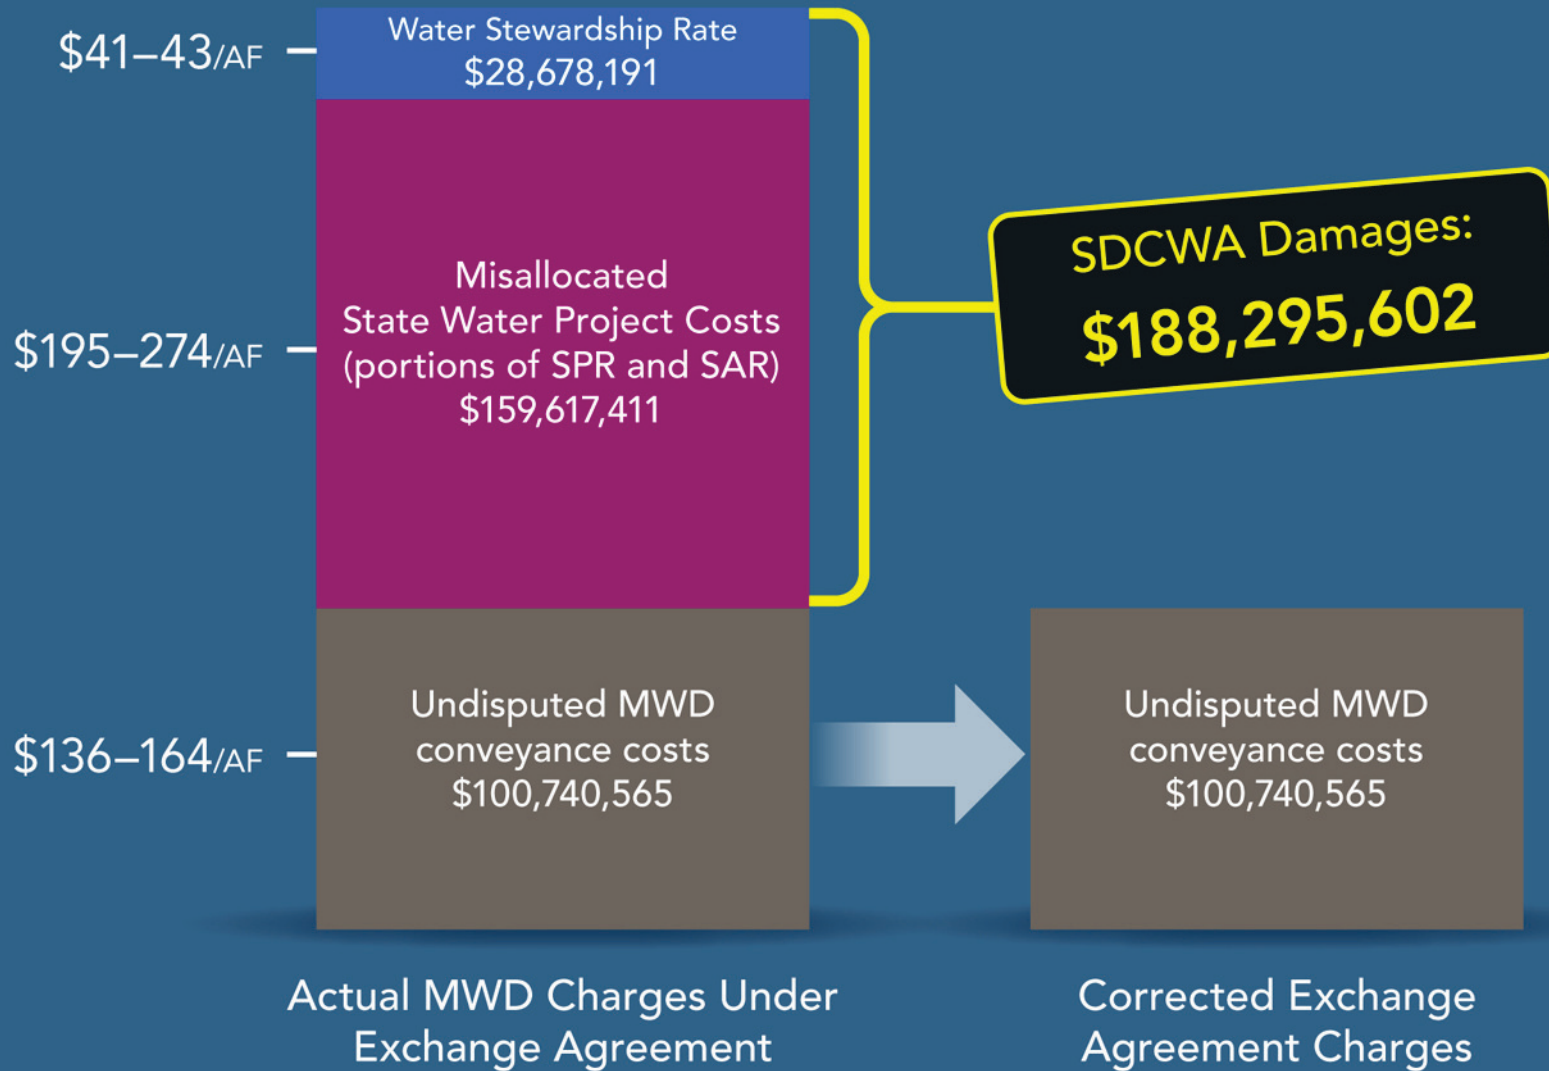 $41–43/AF
Water Stewardship Rate
$28,678,191
$195–274/AF
Misallocated
State Water Project Costs
(portions of SPR and SAR)
$159,617,411
SDCWA Damages:
$188,295,602
$136–164/AF
Undisputed MWD
conveyance costs
$100,740,565
Undisputed MWD
conveyance costs
$100,740,565
Actual MWD Charges Under
Exchange Agreement
Corrected Exchange
Agreement Charges